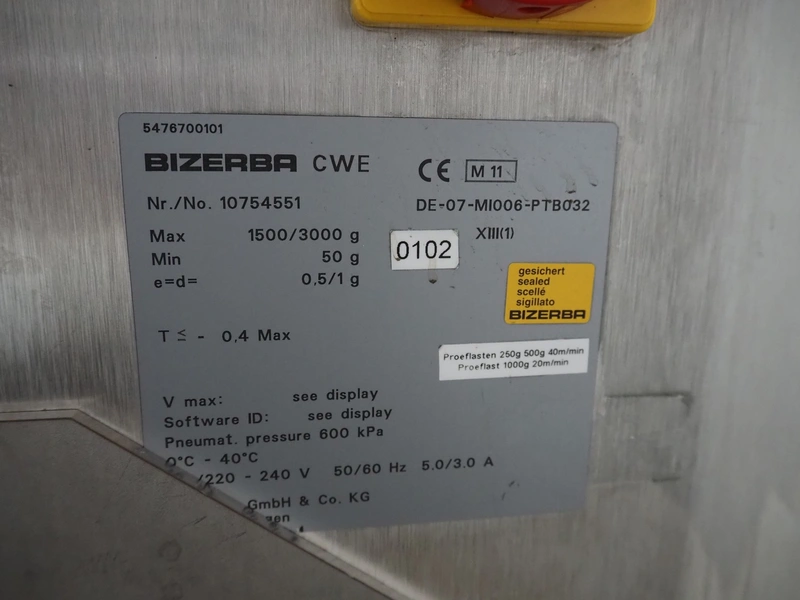 5476700101
BIZERBA CWE
CE M 11
Nr./No. 10754551
DE-07-MI006-PTB032
Max 1500/3000 g
XIII(1)
0102
Min 50 g
e=d= 0,5/1 g
gesichert
sealed
scellé
sigillato
BIZERBA
T ≤ - 0,4 Max
Proeflasten 250g 500g 40m/min
Proeflast 1000g 20m/min
V max: see display
Software ID: see display
Pneumat. pressure 600 kPa
0°C - 40°C
/220 - 240 V 50/60 Hz 5.0/3.0 A
GmbH & Co. KG